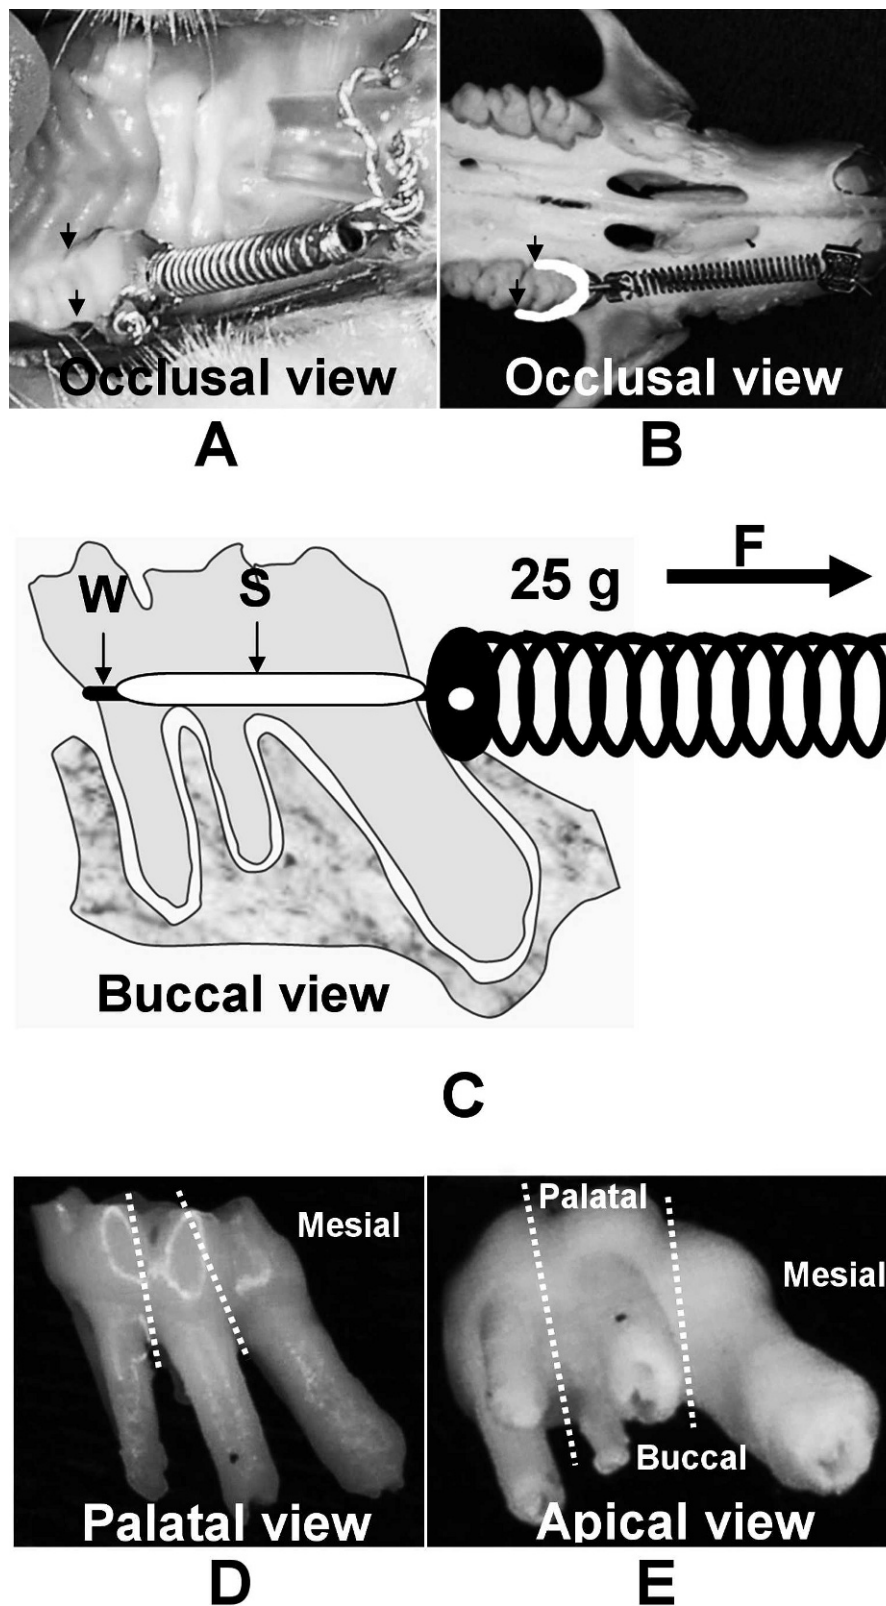 Occlusal view
Occlusal view
A
B
W
S
25 g
F
Buccal view
C
Mesial
Palatal view
Palatal
Mesial
Buccal
Apical view
D
E